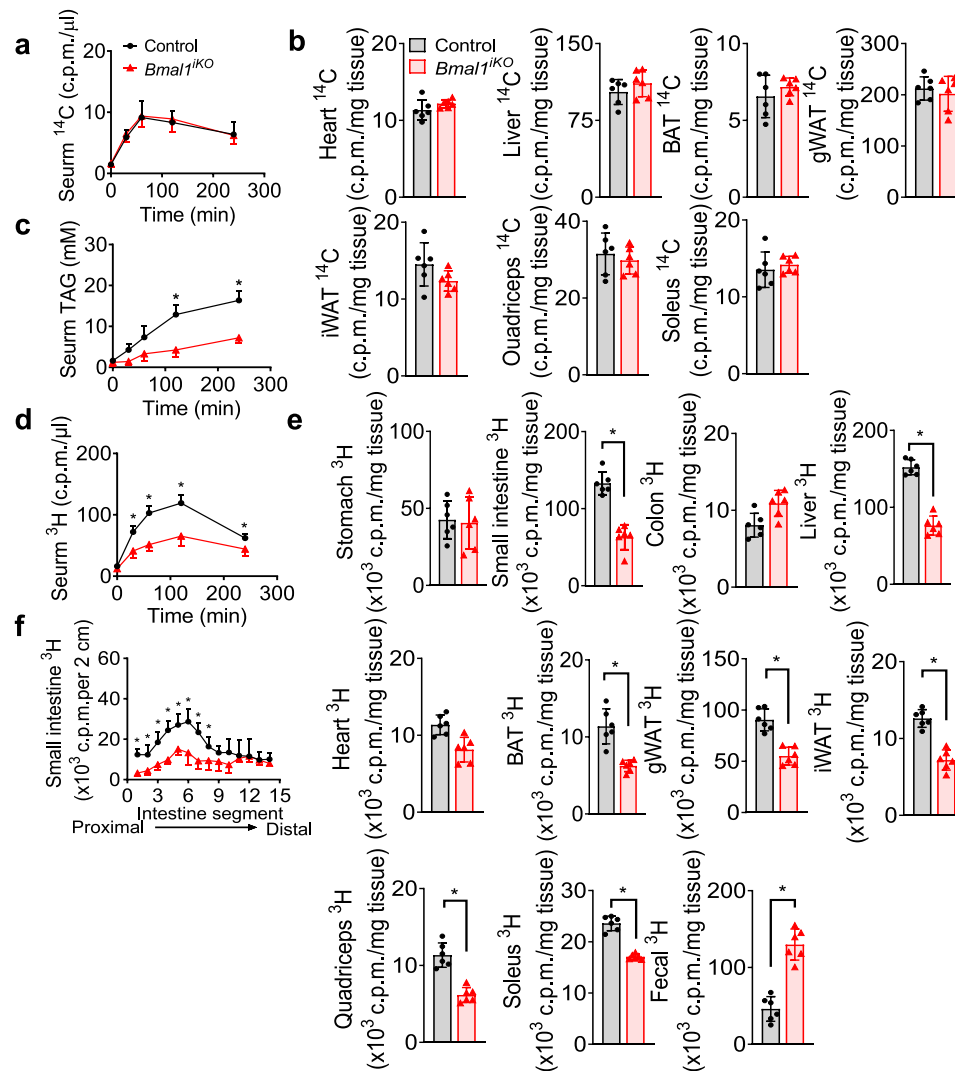 a
Control
Bmal1iKO
Seurm 14C (c.p.m./µl)
20
10
0
0 100 200 300
Time (min)
b
Control
Bmal1iKO
Heart 14C
(c.p.m./mg tissue)
20
10
0
Liver 14C
(c.p.m./mg tissue)
150
75
0
BAT 14C
(c.p.m./mg tissue)
10
5
0
gWAT 14C
(c.p.m./mg tissue)
300
200
100
0
iWAT 14C
(c.p.m./mg tissue)
20
10
0
Ouadriceps 14C
(c.p.m./mg tissue)
40
20
0
Soleus 14C
(c.p.m./mg tissue)
20
10
0
c
Seurm TAG (mM)
30
20
10
0
* *
0 100 200 300
Time (min)
d
Seurm 3H (c.p.m./µl)
200
100
0
* * * *
0 100 200 300
Time (min)
e
Stomach 3H
(x103 c.p.m./mg tissue)
100
50
0
Small intestine 3H
(x103 c.p.m./mg tissue)
200
100
0
*
Colon 3H
(x103 c.p.m./mg tissue)
20
10
0
Liver 3H
(x103 c.p.m./mg tissue)
200
100
0
*
Heart 3H
(x103 c.p.m./mg tissue)
20
10
0
BAT 3H
(x103 c.p.m./mg tissue)
20
10
0
*
gWAT 3H
(x103 c.p.m./mg tissue)
150
100
50
0
*
iWAT 3H
(x103 c.p.m./mg tissue)
20
10
0
*
Quadriceps 3H
(x103 c.p.m./mg tissue)
20
10
0
*
Soleus 3H
(x103 c.p.m./mg tissue)
30
20
10
0
*
Fecal 3H
(x103 c.p.m./mg tissue)
200
100
0
*
f
Small intestine 3H
(x103 c.p.m.per 2 cm)
60
40
20
0
* * * * * * * *
0 3 6 9 12 15
Intestine segment
Proximal Distal